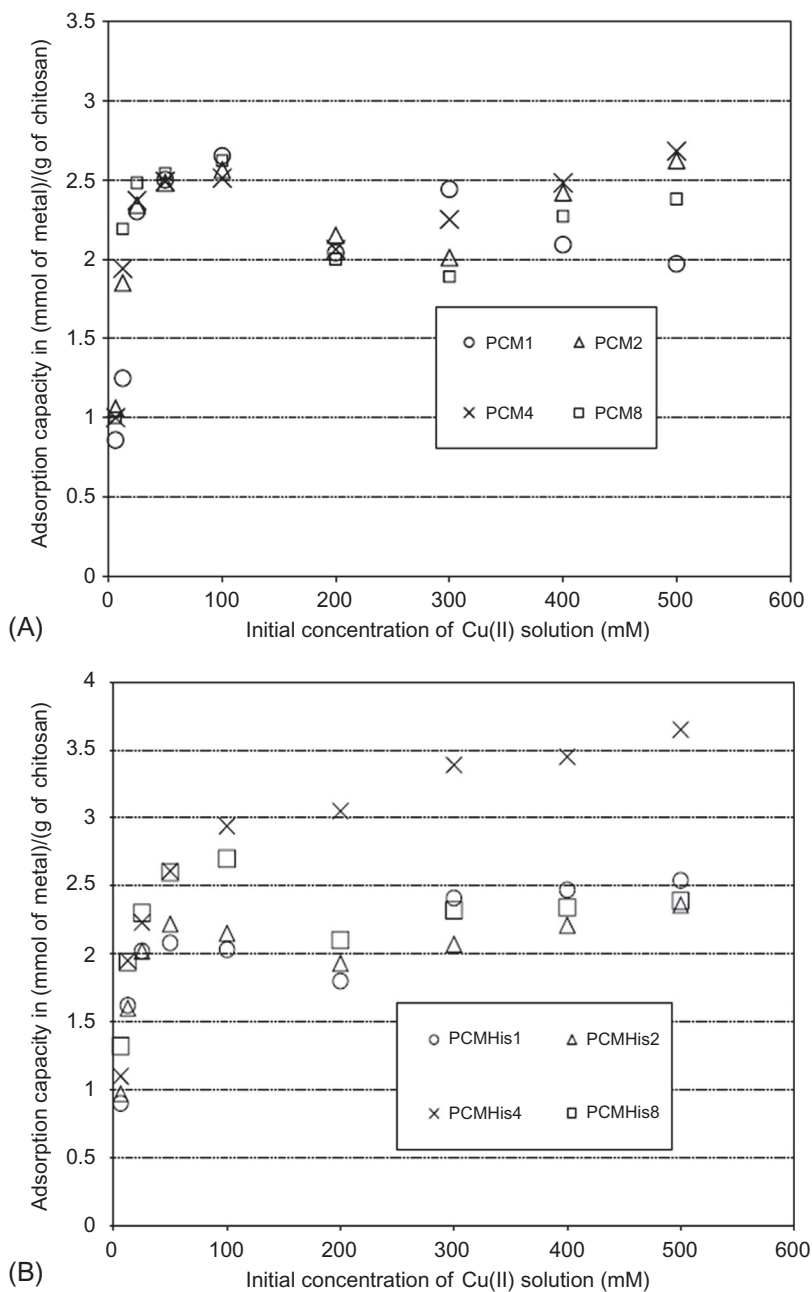 3.5
3
2.5
2
1.5
1
0.5
0
0 100 200 300 400 500 600
Adsorption capacity in (mmol of metal)/(g of chitosan)
PCM1 PCM2
PCM4 PCM8
(A)
Initial concentration of Cu(II) solution (mM)
4
3.5
3
2.5
2
1.5
1
0.5
0
0 100 200 300 400 500 600
Adsorption capacity in (mmol of metal)/(g of chitosan)
PCMHis1 PCMHis2
PCMHis4 PCMHis8
(B)
Initial concentration of Cu(II) solution (mM)